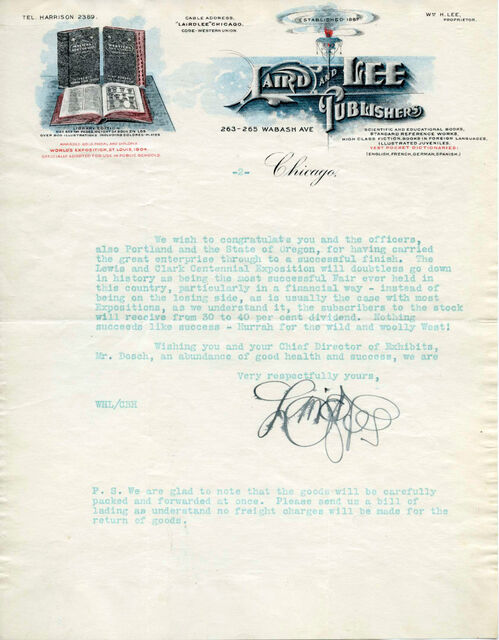 TEL. HARRISON 2389.
CABLE ADDRESS,
"LAIRDLEE" CHICAGO.
CODE-WESTERN UNION.
ESTABLISHED 1887
WM H. LEE,
PROPRIETOR.
LAIRD AND LEE
PUBLISHERS
263-265 WABASH AVE
LIBRARY EDITION
WORLD'S EXPOSITION, ST. LOUIS, 1904
SPECIALLY ADOPTED FOR USE IN PUBLIC SCHOOLS.
SCIENTIFIC AND EDUCATIONAL BOOKS,
STANDARD REFERENCE WORKS,
HIGH CLASS FICTION, BOOKS IN FOREIGN LANGUAGES,
ILLUSTRATED JUVENILES,
VEST POCKET DICTIONARIES:
(ENGLISH, FRENCH, GERMAN, SPANISH.)
-2- Chicago,
We wish to congratulate you and the officers,
also Portland and the State of Oregon, for having carried
the great enterprise through to a successful finish. The
Lewis and Clark Centennial Exposition will doubtless go down
in history as being the most successful Fair ever held in
this country, particularly in a financial way - instead of
being on the losing side, as is usually the case with most
Expositions, as we understand it, the subscribers to the stock
will receive from 30 to 40 per cent dividend. Nothing
succeeds like success - Hurrah for the wild and woolly West!
Wishing you and your Chief Director of Exhibits,
Mr. Dosch, an abundance of good health and success, we are
Very respectfully yours,
Laird & Lee
WHL/CBH
P. S. We are glad to note that the goods will be carefully
packed and forwarded at once. Please send us a bill of
lading as understand no freight charges will be made for the
return of goods.